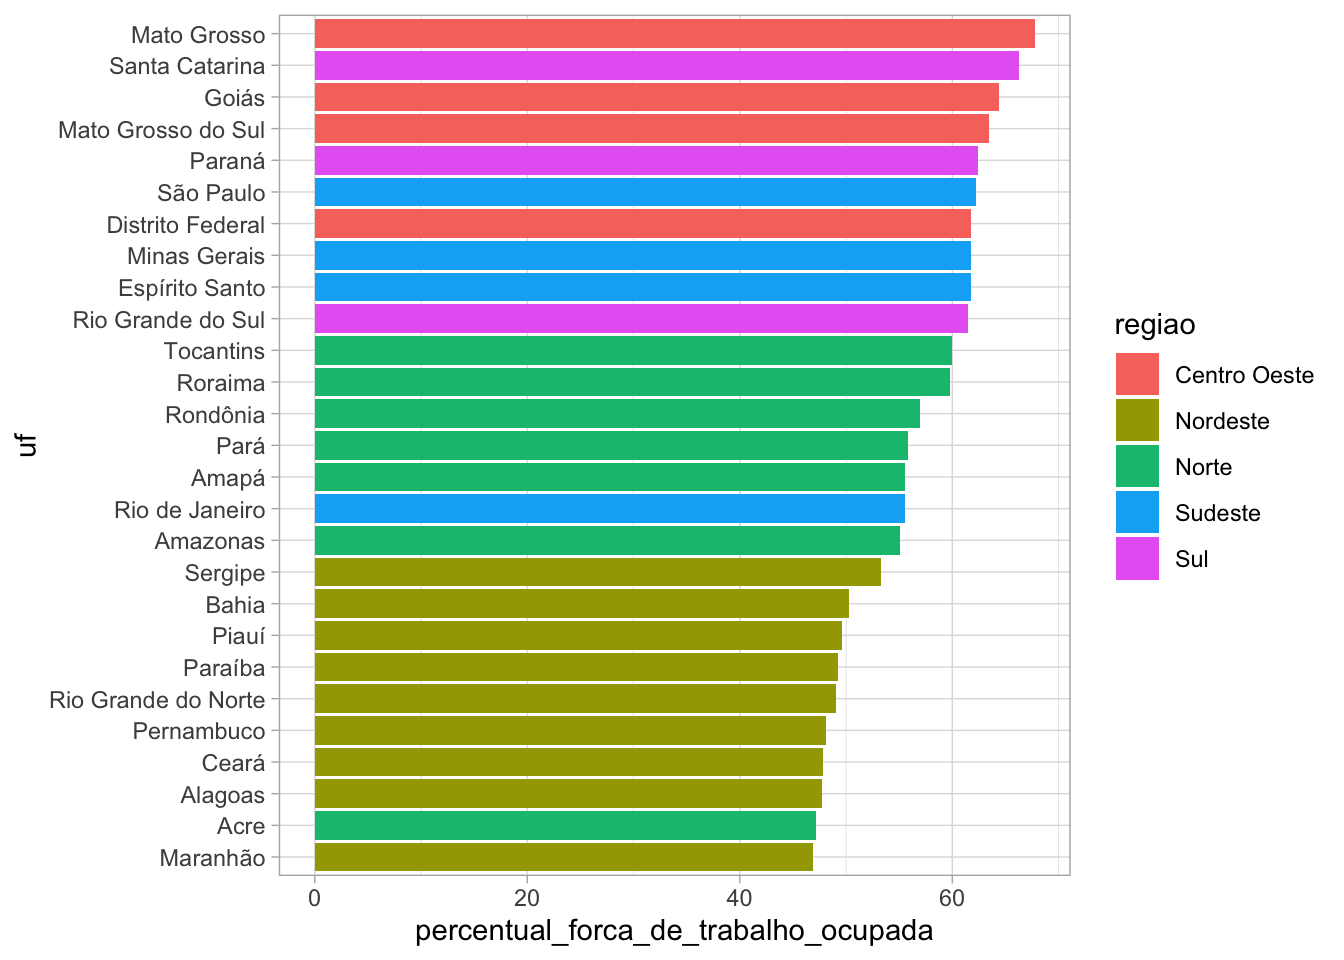 Mato Grosso
Santa Catarina
Goiás
Mato Grosso do Sul
Paraná
São Paulo
Distrito Federal
Minas Gerais
Espírito Santo
Rio Grande do Sul
Tocantins
Roraima
Rondônia
Pará
Amapá
Rio de Janeiro
Amazonas
Sergipe
Bahia
Piauí
Paraíba
Rio Grande do Norte
Pernambuco
Ceará
Alagoas
Acre
Maranhão
uf
0 20 40 60
percentual_forca_de_trabalho_ocupada
regiao
Centro Oeste
Nordeste
Norte
Sudeste
Sul